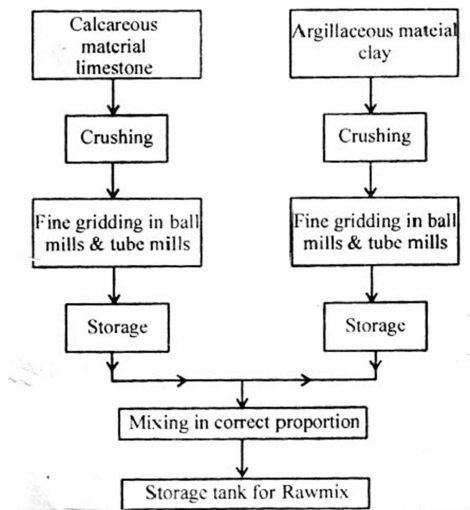 Calcareous
material
limestone
Argillaceous mateial
clay
Crushing
Crushing
Fine gridding in ball
mills & tube mills
Fine gridding in ball
mills & tube mills
Storage
Storage
Mixing in correct proportion
Storage tank for Rawmix